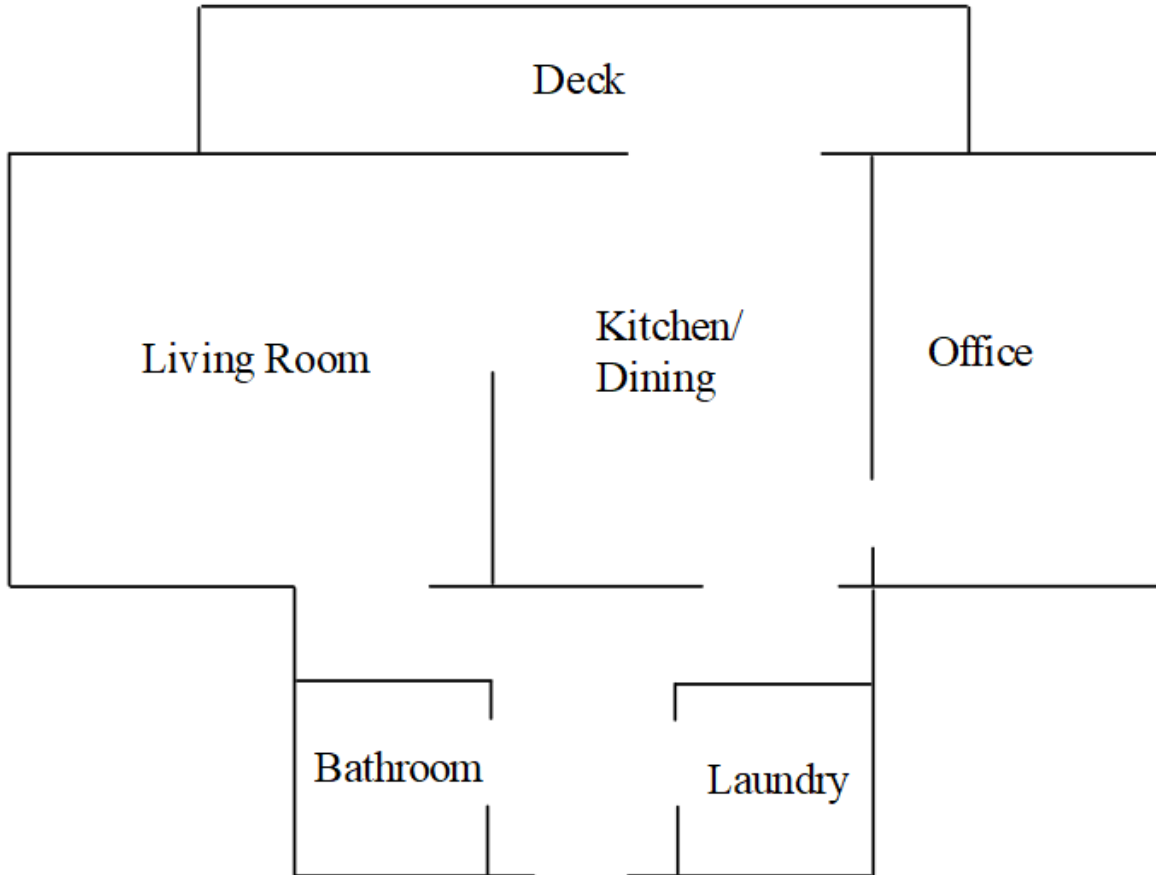 Deck
Living Room
Kitchen/
Dining
Office
Bathroom
Laundry